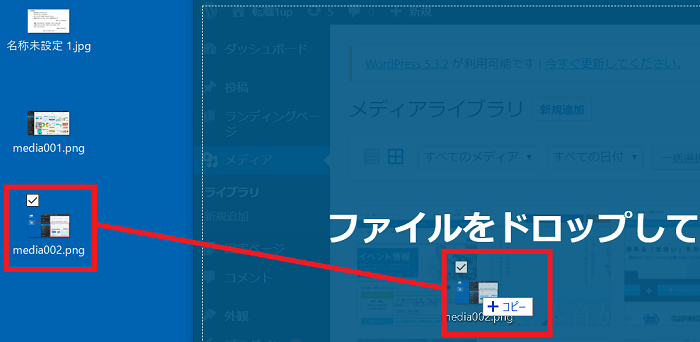 名称未設定 1.jpg
media001.png
media002.png
転職1up
5
0
新規
ダッシュボード
投稿
ランディングページ
メディア
ライブラリ
新規追加
固定ページ
コメント
外観
WordPress 5.3.2 が利用可能です ! 今すぐ更新してください。
メディアライブラリ
新規追加
すべてのメディア
すべての日付
一括選択
ファイルをドロップして
イベント情報
コピー
media002.png